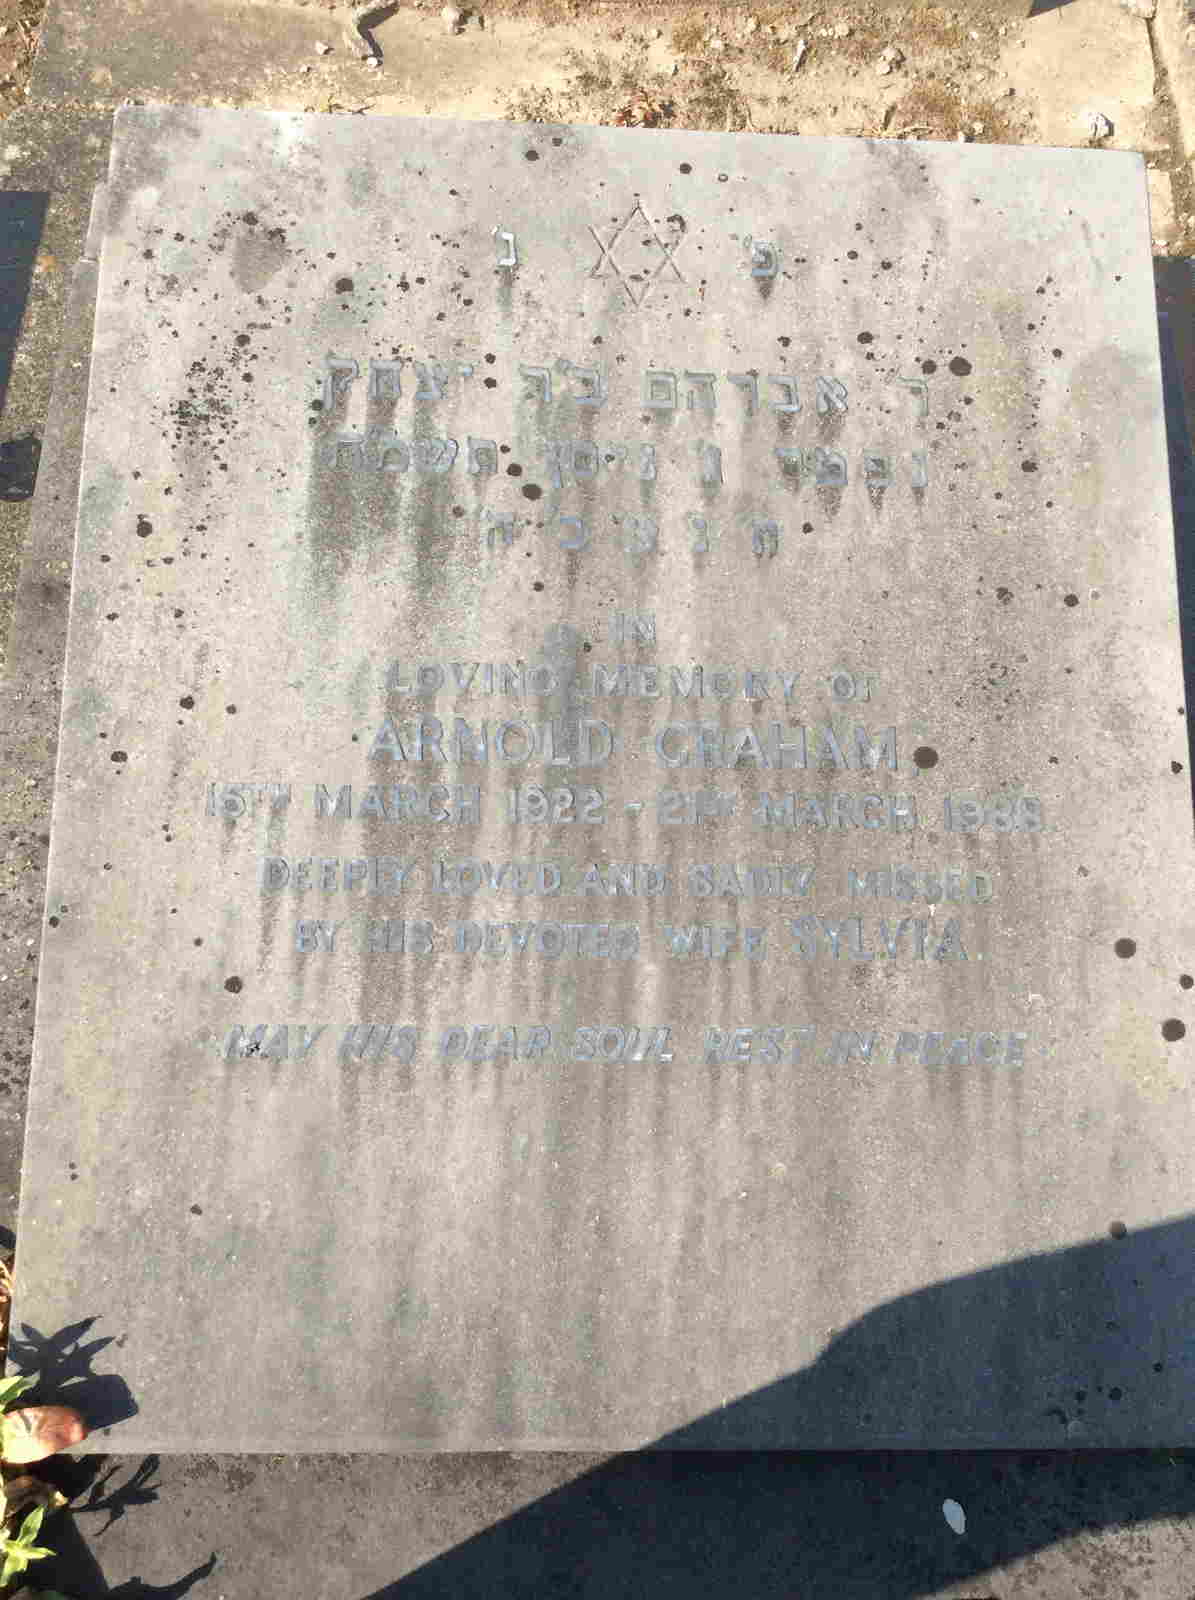 פ' נ'
ר אברהם ב'ר יצחק
נפטר ג ניסן תשמ'ח
ת נ צ ב' ה'
IN
LOVING MEMORY OF
ARNOLD GRAHAM,
15TH MARCH 1922 - 21ST MARCH 1988.
DEEPLY LOVED AND SADLY MISSED
BY HIS DEVOTED WIFE SYLVIA.
MAY HIS DEAR SOUL REST IN PEACE